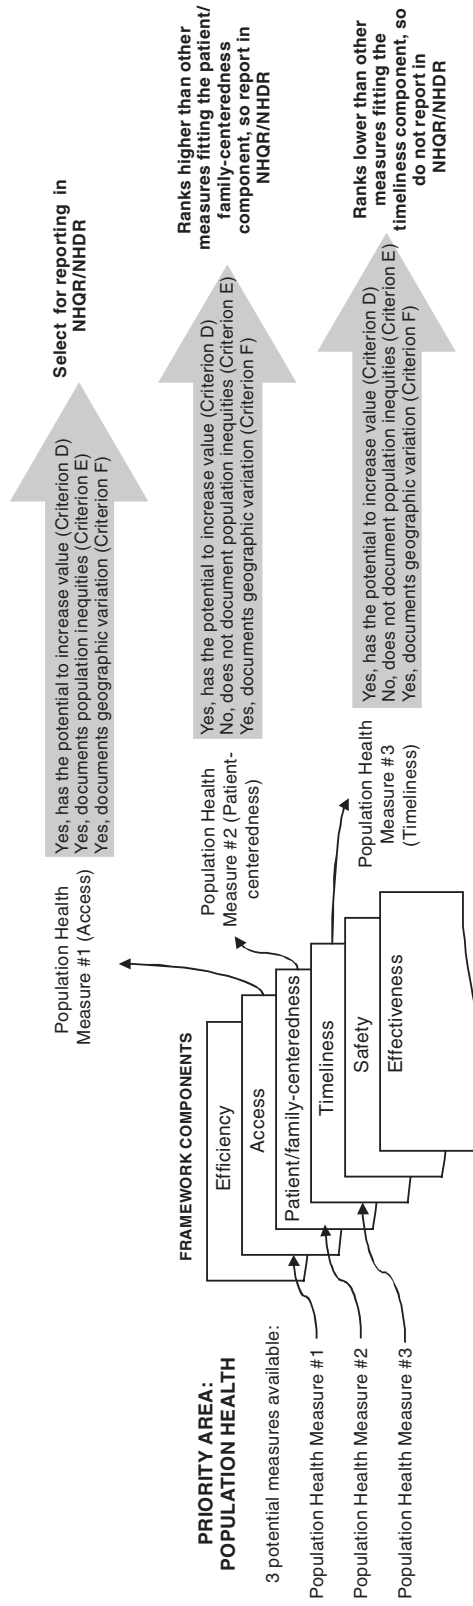 PRIORITY AREA:
POPULATION HEALTH
3 potential measures available:
Population Health Measure #1
Population Health Measure #2
Population Health Measure #3
FRAMEWORK COMPONENTS
Efficiency
Access
Patient/family-centeredness
Timeliness
Safety
Effectiveness
Population Health
Measure #1 (Access)
Yes, has the potential to increase value (Criterion D)
Yes, documents population inequities (Criterion E)
Yes, documents geographic variation (Criterion F)
Select for reporting in
NHQR/NHDR
Population Health
Measure #2 (Patient-
centeredness)
Yes, has the potential to increase value (Criterion D)
No, does not document population inequities (Criterion E)
Yes, documents geographic variation (Criterion F)
Ranks higher than other
measures fitting the patient/
family-centeredness
component, so report in
NHQR/NHDR
Population Health
Measure #3
(Timeliness)
Yes, has the potential to increase value (Criterion D)
No, does not document population inequities (Criterion E)
Yes, documents geographic variation (Criterion F)
Ranks lower than other
measures fitting the
timeliness component, so
do not report in
NHQR/NHDR